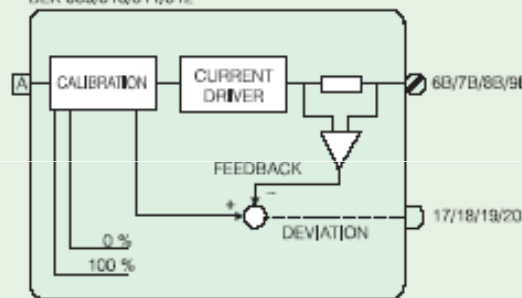 A
CALIBRATION
CURRENT
DRIVER
6B/7B/8B/9B
FEEDBACK
−
+
DEVIATION
17/18/19/20
0 %
100 %